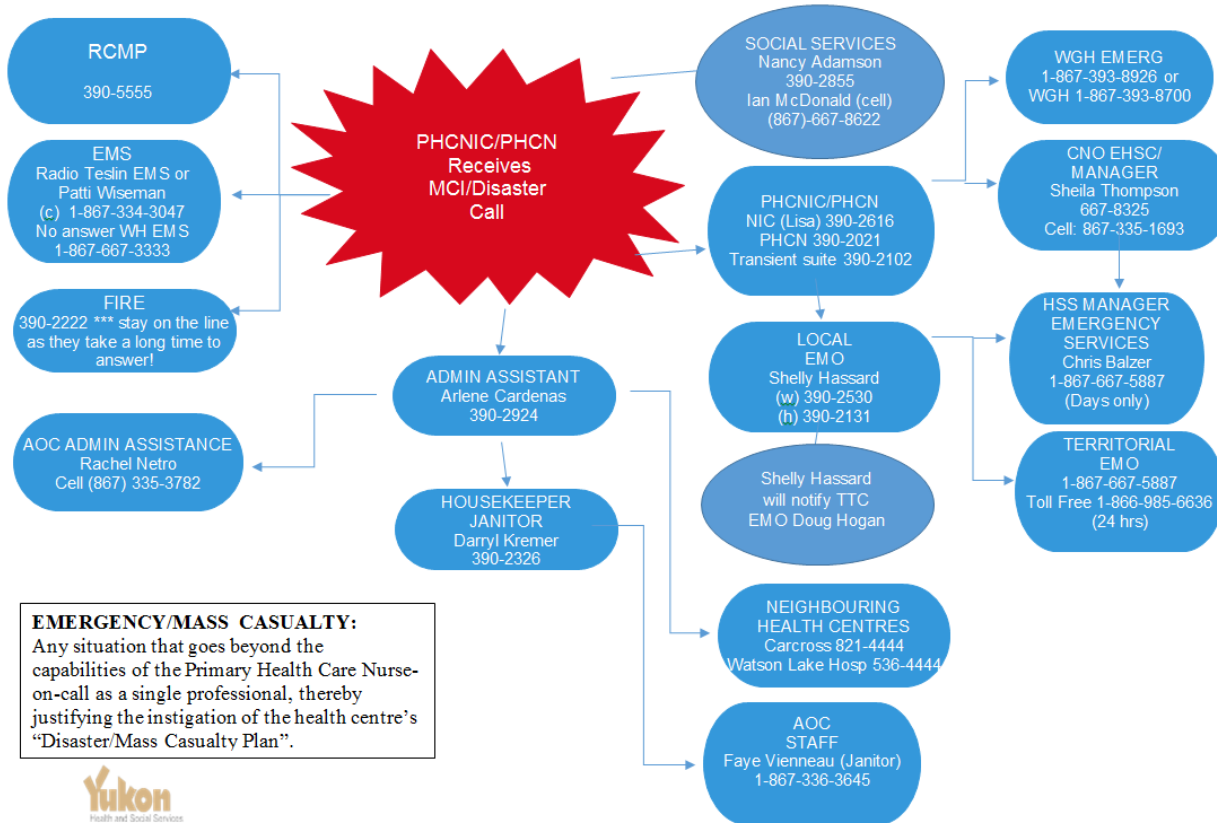 RCMP
390-5555
EMS
Radio Teslin EMS or
Patti Wiseman
(c) 1-867-334-3047
No answer WH EMS
1-867-667-3333
FIRE
390-2222 *** stay on the line
as they take a long time to
answer!
PHCNIC/PHCN
Receives
MCI/Disaster
Call
SOCIAL SERVICES
Nancy Adamson
390-2855
Ian McDonald (cell)
(867)-667-8622
WGH EMERG
1-867-393-8926 or
WGH 1-867-393-8700
CNO EHSC/
MANAGER
Sheila Thompson
667-8325
Cell: 867-335-1693
PHCNIC/PHCN
NIC (Lisa) 390-2616
PHCN 390-2021
Transient suite 390-2102
LOCAL
EMO
Shelly Hassard
(w) 390-2530
(h) 390-2131
HSS MANAGER
EMERGENCY
SERVICES
Chris Balzer
1-867-667-5887
(Days only)
TERRITORIAL
EMO
1-867-667-5887
Toll Free 1-866-985-6636
(24 hrs)
Shelly Hassard
will notify TTC
EMO Doug Hogan
ADMIN ASSISTANT
Arlene Cardenas
390-2924
AOC ADMIN ASSISTANCE
Rachel Netro
Cell (867) 335-3782
HOUSEKEEPER
JANITOR
Darryl Kremer
390-2326
NEIGHBOURING
HEALTH CENTRES
Carcross 821-4444
Watson Lake Hosp 536-4444
AOC
STAFF
Faye Vienneau (Janitor)
1-867-336-3645
EMERGENCY/MASS CASUALTY:
Any situation that goes beyond the
capabilities of the Primary Health Care Nurse-
on-call as a single professional, thereby
justifying the instigation of the health centre's
“Disaster/Mass Casualty Plan”.
Yukon
Health and Social Services